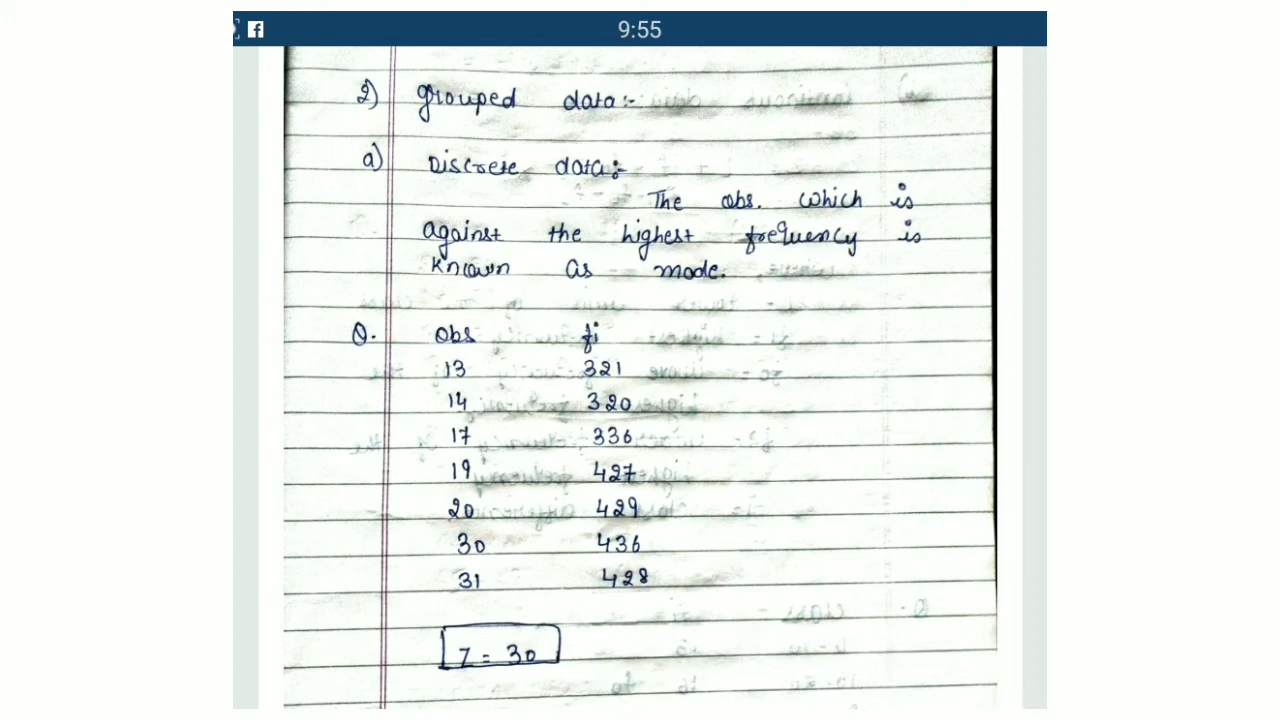 9:55
2) Grouped data:-
a) Discrete data:-
The obs. which is
against the highest frequency is
known as mode.
Q. Obs fi
13 321
14 320
17 336
19 427
20 429
30 436
31 428
Z = 30